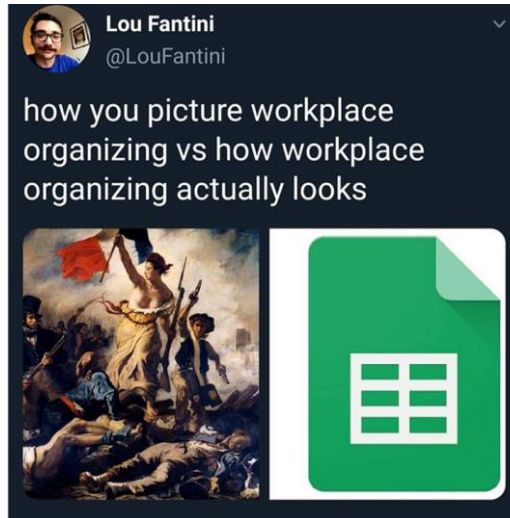 Lou Fantini
@LouFantini
how you picture workplace
organizing vs how workplace
organizing actually looks